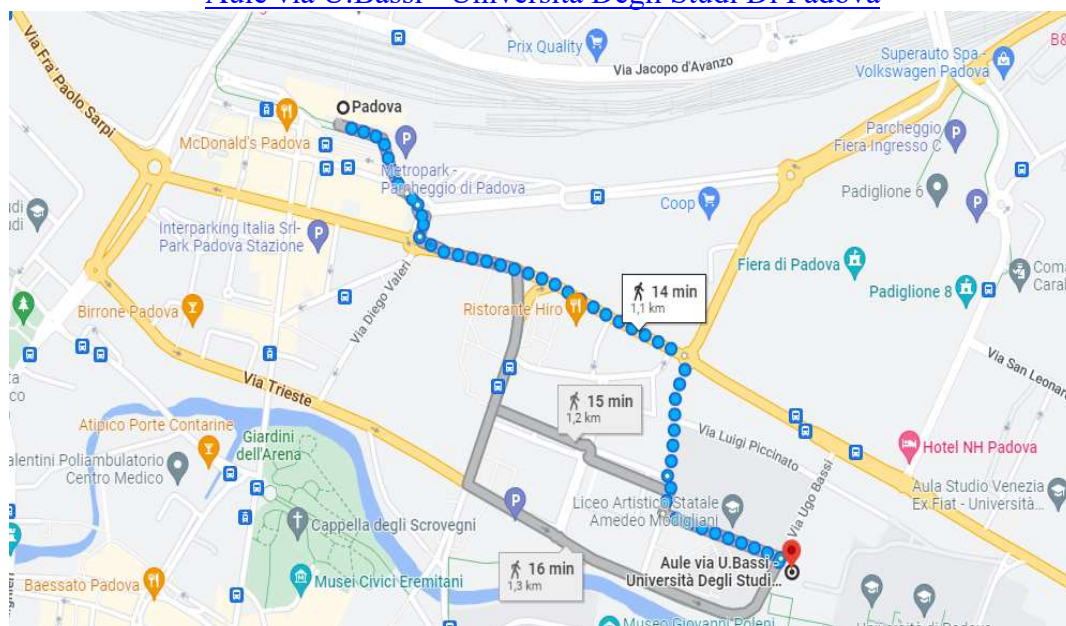 Aule via U.Bassi - Università Degli Studi Di Padova
Via Fra' Paolo Sarpi
Prix Quality
Via Jacopo d'Avanzo
Superauto Spa -
Volkswagen Padova
Padova
McDonald's Padova
P
Metropark -
Parcheggio di Padova
Parcheggio
Fiera Ingresso C
P
Padiglione 6
P
Coop
Interparking Italia Srl-
Park Padova Stazione
P
Fiera di Padova
Padiglione 8
14 min
1,1 km
Ristorante Hiro
Birrone Padova
Via Diego Valeri
Via Trieste
15 min
1,2 km
Via San Leonar
Via Luigi Piccinato
Hotel NH Padova
Atipico Porte Contarine
Giardini
dell'Arena
alentini Poliambulatorio
Centro Medico
Via Ugo Bassi
Aula Studio Venezia
Ex Fiat - Università...
Liceo Artistico Statale
Amedeo Modigliani
P
Cappella degli Scrovegni
16 min
1,3 km
Aule via U.Bassi -
Università Degli Studi...
Baessato Padova
Musei Civici Eremitani
Museo Giovanni Poleni